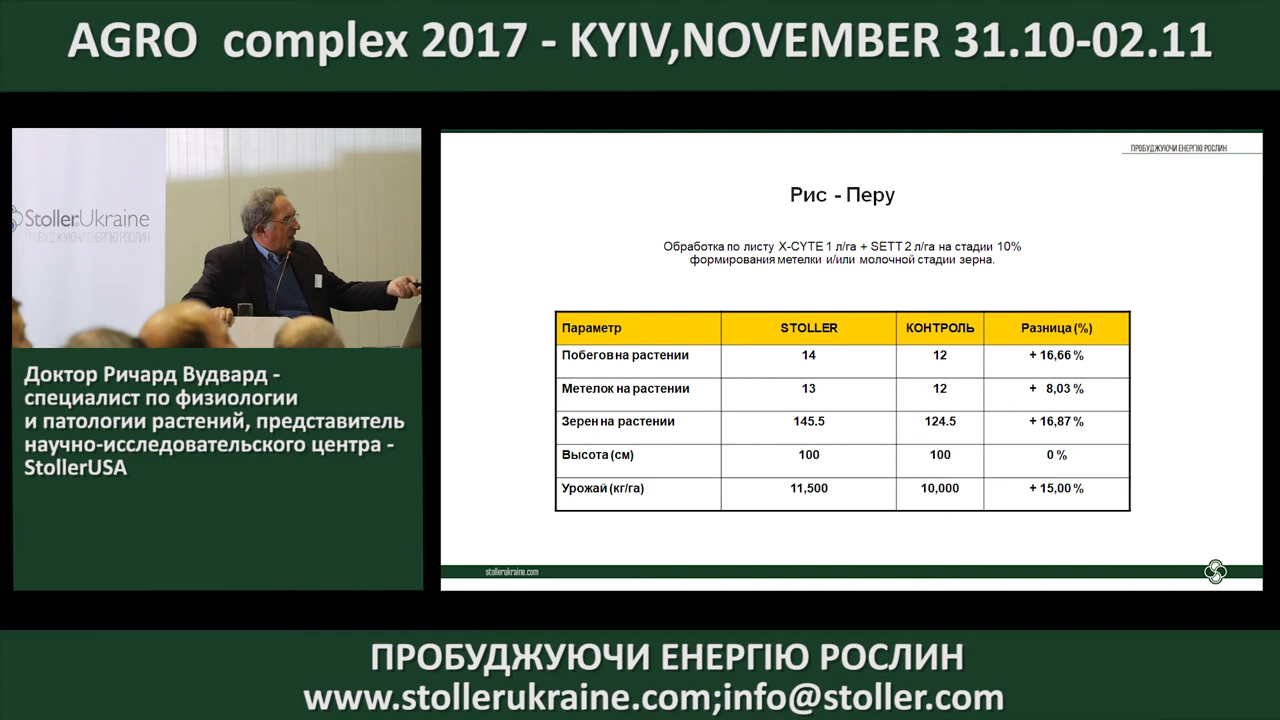 AGRO complex 2017 - KYIV,NOVEMBER 31.10-02.11
Stoller Ukraine
ПРОБУДЖУЮЧИ ЕНЕРГІЮ РОСЛИН
Доктор Ричард Вудвард -
специалист по физиологии
и патологии растений, представитель
научно-исследовательского центра -
StollerUSA
ПРОБУДЖУЮЧИ ЕНЕРГІЮ РОСЛИН
Рис - Перу
Обработка по листу X-CYTE 1 л/га + SETT 2 л/га на стадии 10%
формирования метелки и/или молочной стадии зерна.
Параметр STOLLER КОНТРОЛЬ Разница (%)
Побегов на растении 14 12 + 16,66 %
Метелок на растении 13 12 + 8,03 %
Зерен на растении 145.5 124.5 + 16,87 %
Высота (см) 100 100 0 %
Урожай (кг/га) 11,500 10,000 + 15,00 %
stollerukraine.com
ПРОБУДЖУЮЧИ ЕНЕРГІЮ РОСЛИН
www.stollerukraine.com;info@stoller.com